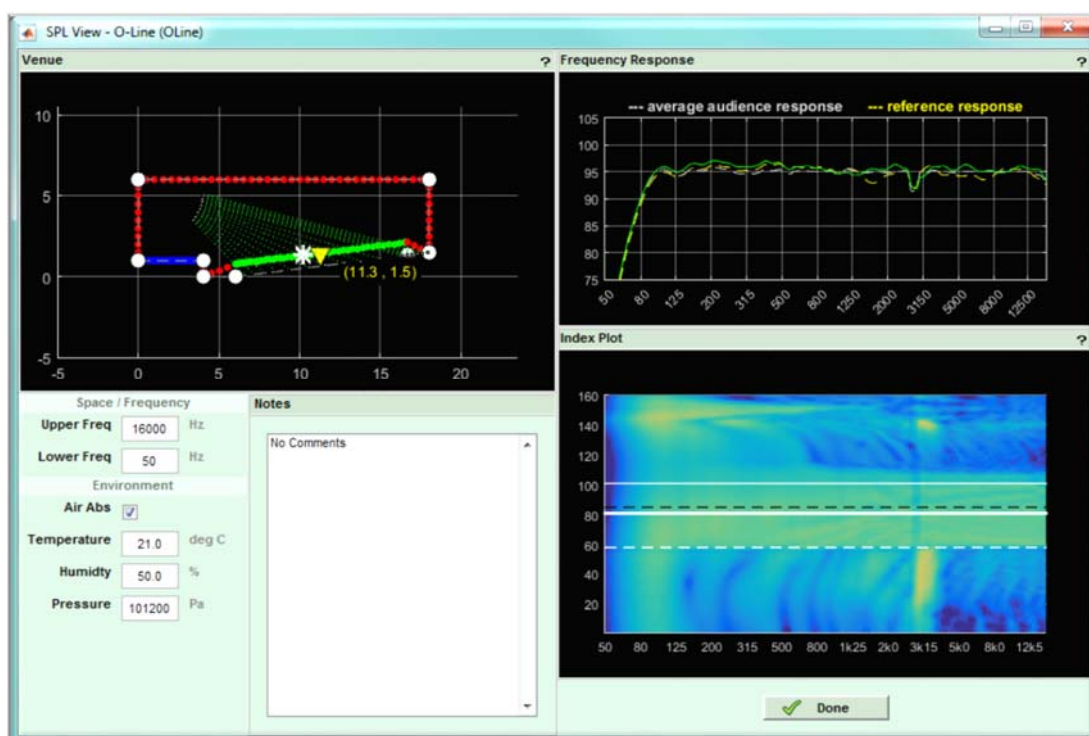 SPL View - O-Line (OLine)
Venue ?
10
5
0
-5
-5 0 5 10 15 20
(11.3 , 1.5)
Frequency Response ?
--- average audience response --- reference response
105
100
95
90
85
80
75
50 80 125 200 315 500 800 1250 2000 3150 5000 8000 12500
Space / Frequency
Upper Freq 16000 Hz
Lower Freq 50 Hz
Environment
Air Abs
Temperature 21.0 deg C
Humidty 50.0 %
Pressure 101200 Pa
Notes
No Comments
Index Plot ?
160
140
120
100
80
60
40
20
50 80 125 200 315 500 800 1k25 2k0 3k15 5k0 8k0 12k5
Done